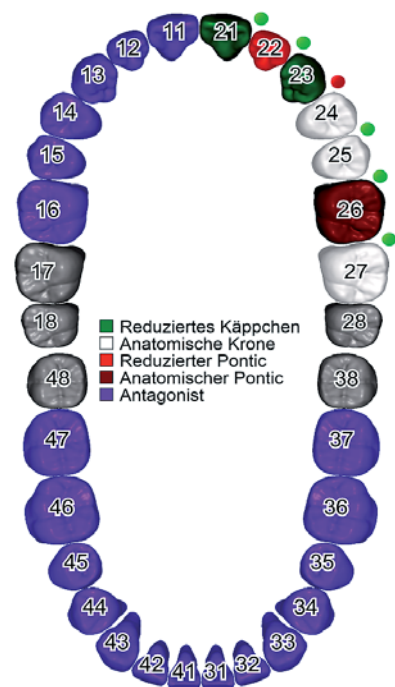 11 21
12 22
13 23
14 24
15 25
16 26
17 27
18 28
Reduziertes Käppchen
Anatomische Krone
Reduzierter Pontic
Anatomischer Pontic
Antagonist
48 38
47 37
46 36
45 35
44 34
43 33
42 41 31 32